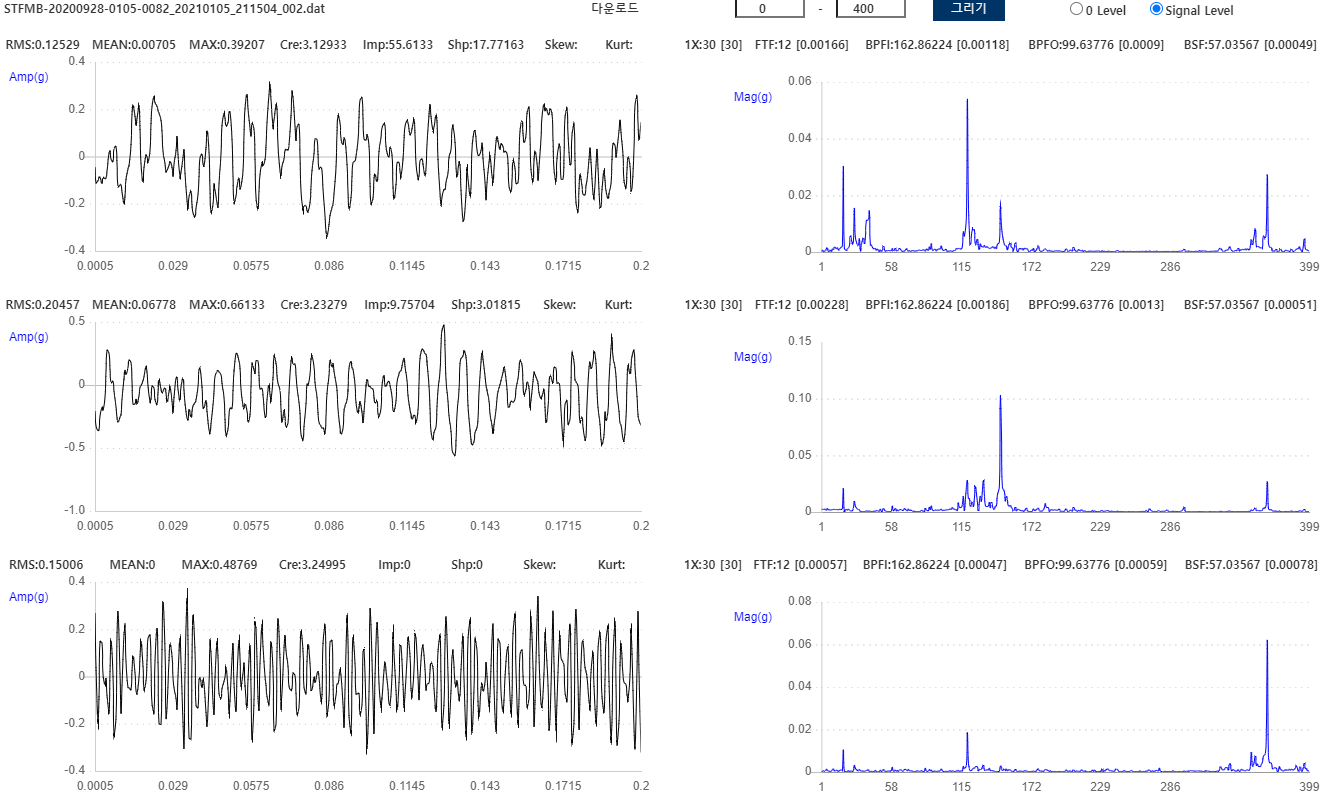 STFMB-20200928-0105-0082_20210105_211504_002.dat 다운로드 0 - 400 그리기 0 Level Signal Level
RMS:0.12529 MEAN:0.00705 MAX:0.39207 Cre:3.12933 Imp:55.6133 Shp:17.77163 Skew: Kurt: 1X:30 [30] FTF:12 [0.00166] BPFI:162.86224 [0.00118] BPFO:99.63776 [0.0009] BSF:57.03567 [0.00049]
Amp(g)
0.4
0.2
0
-0.2
-0.4
0.0005 0.029 0.0575 0.086 0.1145 0.143 0.1715 0.2
Mag(g)
0.06
0.04
0.02
0
1 58 115 172 229 286 399
RMS:0.20457 MEAN:0.06778 MAX:0.66133 Cre:3.23279 Imp:9.75704 Shp:3.01815 Skew: Kurt: 1X:30 [30] FTF:12 [0.00228] BPFI:162.86224 [0.00186] BPFO:99.63776 [0.0013] BSF:57.03567 [0.00051]
Amp(g)
0.5
0
-0.5
-1.0
0.0005 0.029 0.0575 0.086 0.1145 0.143 0.1715 0.2
Mag(g)
0.15
0.10
0.05
0
1 58 115 172 229 286 399
RMS:0.15006 MEAN:0 MAX:0.48769 Cre:3.24995 Imp:0 Shp:0 Skew: Kurt: 1X:30 [30] FTF:12 [0.00057] BPFI:162.86224 [0.00047] BPFO:99.63776 [0.00059] BSF:57.03567 [0.00078]
Amp(g)
0.4
0.2
0
-0.2
-0.4
0.0005 0.029 0.0575 0.086 0.1145 0.143 0.1715 0.2
Mag(g)
0.08
0.06
0.04
0.02
0
1 58 115 172 229 286 399